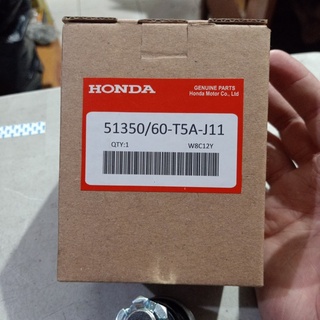 HONDA
GENUINE PARTS
Honda Motor Co., Ltd
51350/60-T5A-J11
QTY:1 W8C12Y